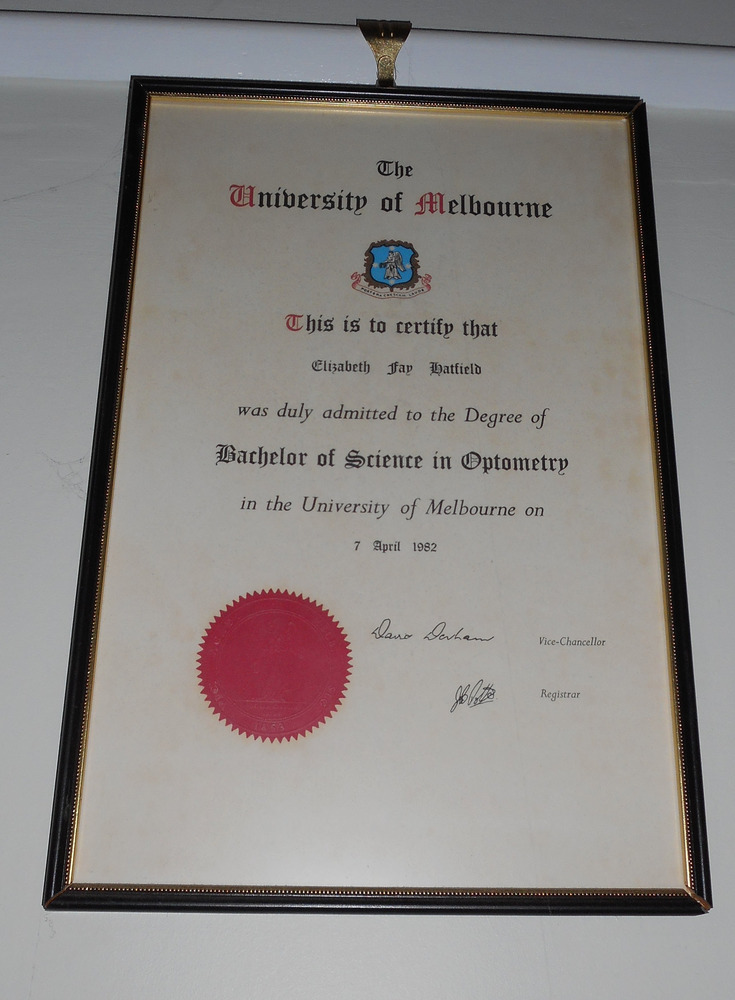 The
University of Melbourne
This is to certify that
Elizabeth Fay Hatfield
was duly admitted to the Degree of
Bachelor of Science in Optometry
in the University of Melbourne on
7 April 1982
Vice-Chancellor
Registrar